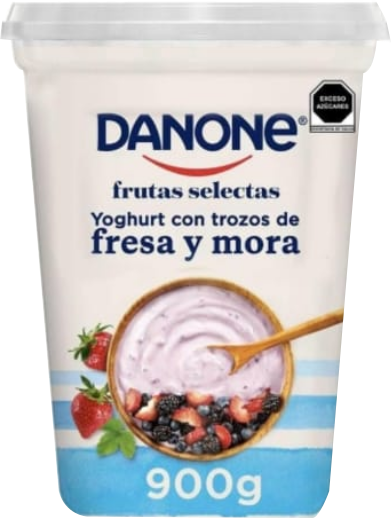 EXCESO
AZÚCARES
DANONE®
frutas selectas
Yoghurt con trozos de
fresa y mora
900g